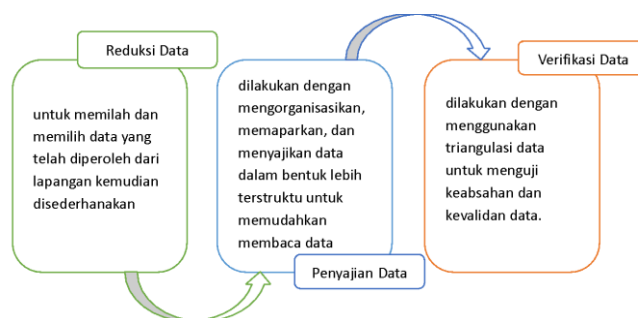 Reduksi Data
untuk memilah dan
memilih data yang
telah diperoleh dari
lapangan kemudian
disederhanakan
dilakukan dengan
mengorganisasikan,
memaparkan, dan
menyajikan data
dalam bentuk lebih
terstruktu untuk
memudahkan
membaca data
Penyajian Data
Verifikasi Data
dilakukan dengan
menggunakan
triangulasi data
untuk menguji
keabsahan dan
kevalidan data.